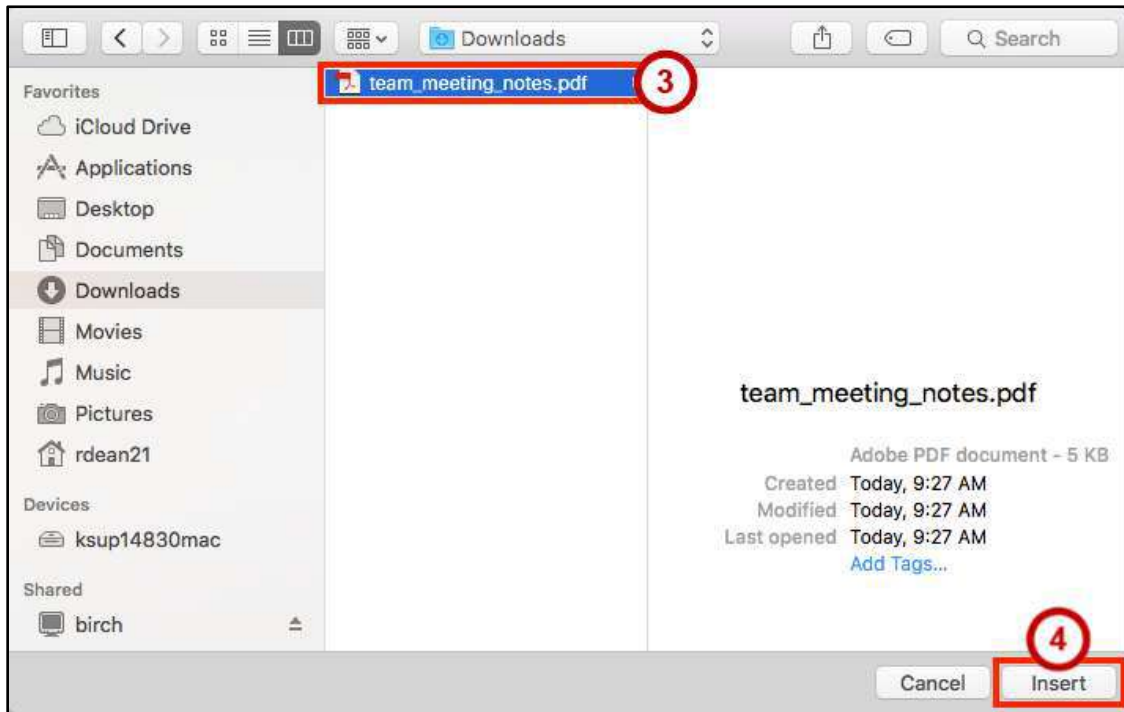 Downloads
Search
Favorites
iCloud Drive
Applications
Desktop
Documents
Downloads
Movies
Music
Pictures
rdean21
Devices
ksup14830mac
Shared
birch
team_meeting_notes.pdf
3
team_meeting_notes.pdf
Adobe PDF document - 5 KB
Created Today, 9:27 AM
Modified Today, 9:27 AM
Last opened Today, 9:27 AM
Add Tags...
4
Cancel Insert